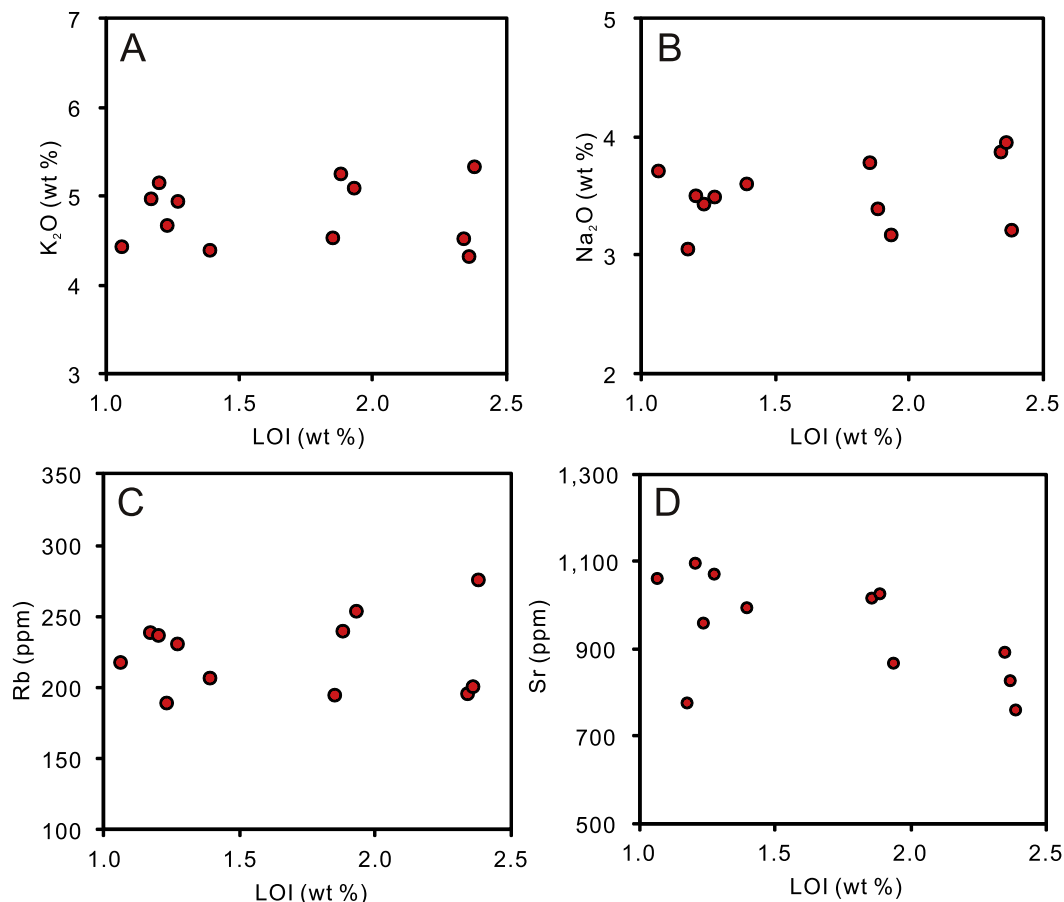 A
7
6
5
4
3
K₂O (wt %)
1.0 1.5 2.0 2.5
LOI (wt %)
B
5
4
3
2
Na₂O (wt %)
1.0 1.5 2.0 2.5
LOI (wt %)
C
350
300
250
200
150
100
Rb (ppm)
1.0 1.5 2.0 2.5
LOI (wt %)
D
1,300
1,100
900
700
500
Sr (ppm)
1.0 1.5 2.0 2.5
LOI (wt %)